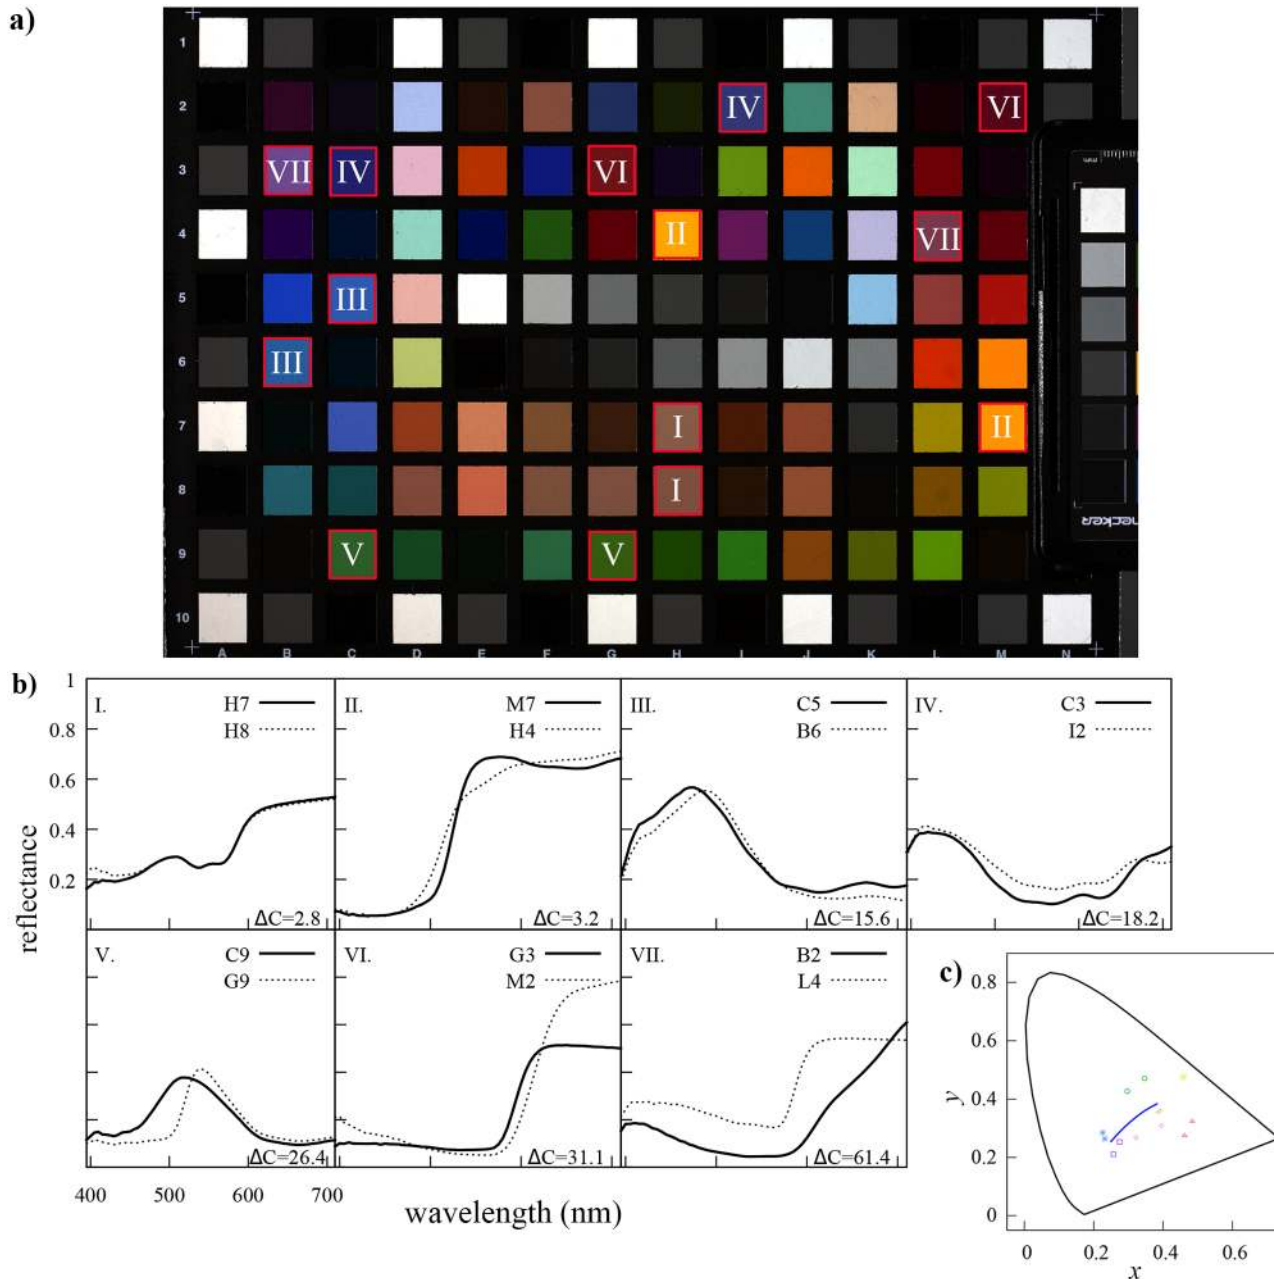 a)
1
2 IV VI
3 VII IV VI
4 II VII
5 III
6 III
7 I II
8 I
9 V V
10
A B C D E F G H I J K L M N
mm
necker
b)
reflectance
1
0.8
0.6
0.4
0.2
I. H7
H8
ΔC=2.8
II. M7
H4
ΔC=3.2
III. C5
B6
ΔC=15.6
IV. C3
I2
ΔC=18.2
V. C9
G9
ΔC=26.4
VI. G3
M2
ΔC=31.1
VII. B2
L4
ΔC=61.4
400 500 600 700
wavelength (nm)
c)
0.8
0.6
y
0.4
0.2
0
0 0.2 0.4 0.6
x